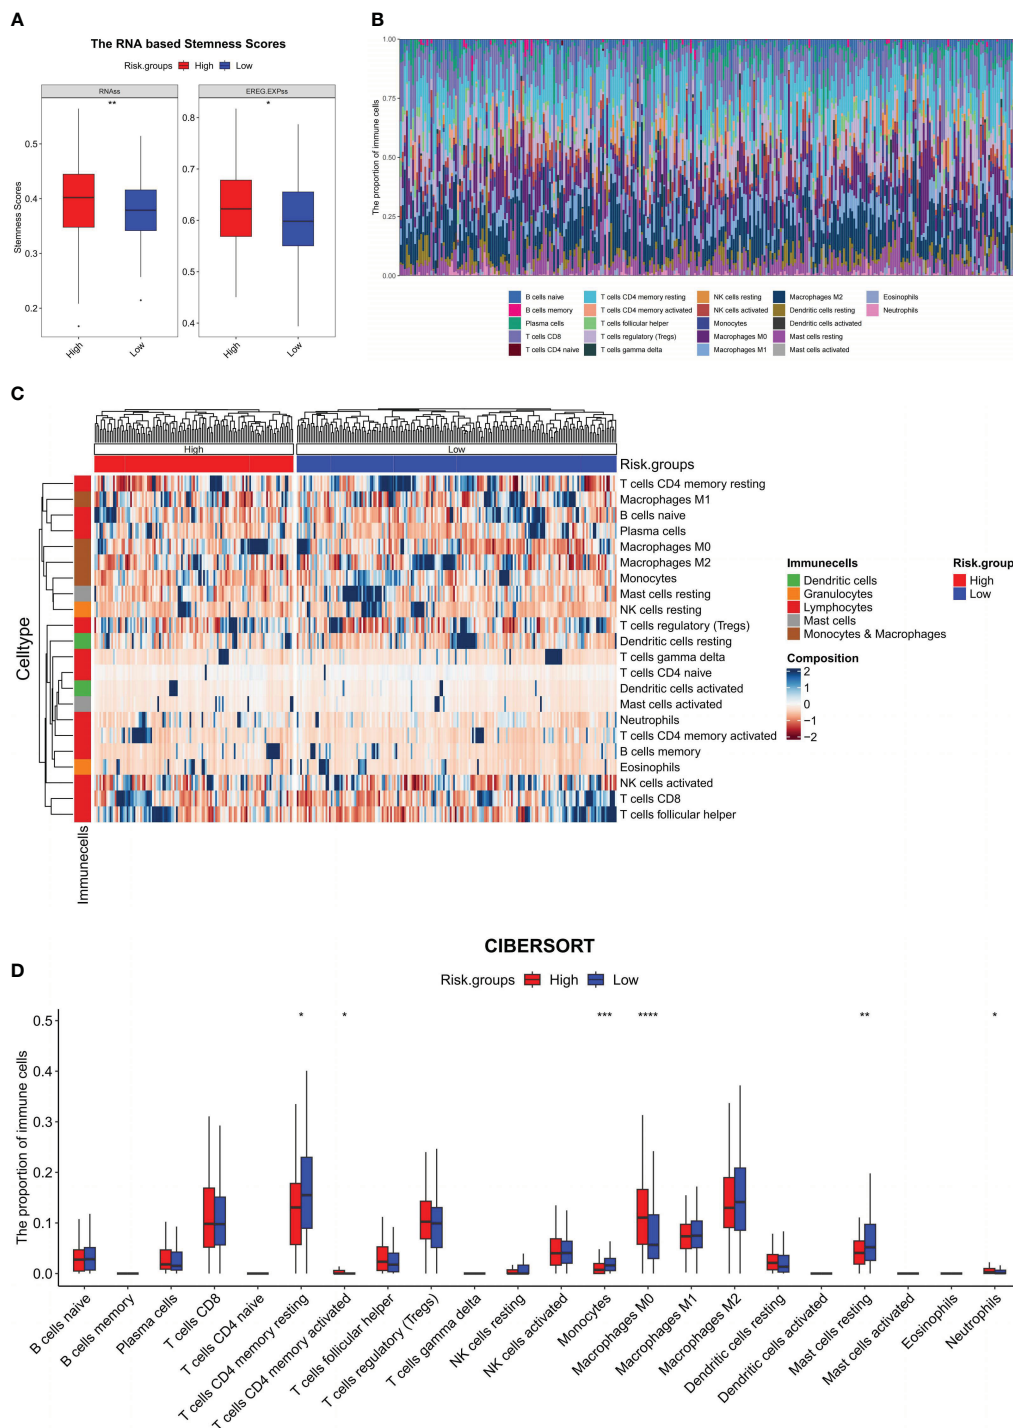 A
The RNA based Stemness Scores
Risk.groups High Low
RNAss EREG.EXPss
** *
Stemness Scores
0.5
0.4
0.3
0.2
0.8
0.7
0.6
0.5
0.4
High Low High Low
B
The proportion of immune cells
1.00
0.75
0.50
0.25
0.00
B cells naive T cells CD4 memory resting NK cells resting Macrophages M2 Eosinophils
B cells memory T cells CD4 memory activated NK cells activated Dendritic cells resting Neutrophils
Plasma cells T cells follicular helper Monocytes Dendritic cells activated
T cells CD8 T cells regulatory (Tregs) Macrophages M0 Mast cells resting
T cells CD4 naive T cells gamma delta Macrophages M1 Mast cells activated
C
High Low
Risk.groups
T cells CD4 memory resting
Macrophages M1
B cells naive
Plasma cells
Macrophages M0
Macrophages M2
Monocytes
Mast cells resting
NK cells resting
T cells regulatory (Tregs)
Dendritic cells resting
T cells gamma delta
T cells CD4 naive
Dendritic cells activated
Mast cells activated
Neutrophils
T cells CD4 memory activated
B cells memory
Eosinophils
NK cells activated
T cells CD8
T cells follicular helper
Celltype
Immunecells
Immunecells
Dendritic cells
Granulocytes
Lymphocytes
Mast cells
Monocytes & Macrophages
Risk.group
High
Low
Composition
2
1
0
−1
−2
D
CIBERSORT
Risk.groups High Low
The proportion of immune cells
0.5
0.4
0.3
0.2
0.1
0.0
* * *** **** ** *
B cells naive
B cells memory
Plasma cells
T cells CD8
T cells CD4 naive
T cells CD4 memory resting
T cells CD4 memory activated
T cells follicular helper
T cells regulatory (Tregs)
T cells gamma delta
NK cells resting
NK cells activated
Monocytes
Macrophages M0
Macrophages M1
Macrophages M2
Dendritic cells resting
Dendritic cells activated
Mast cells resting
Mast cells activated
Eosinophils
Neutrophils